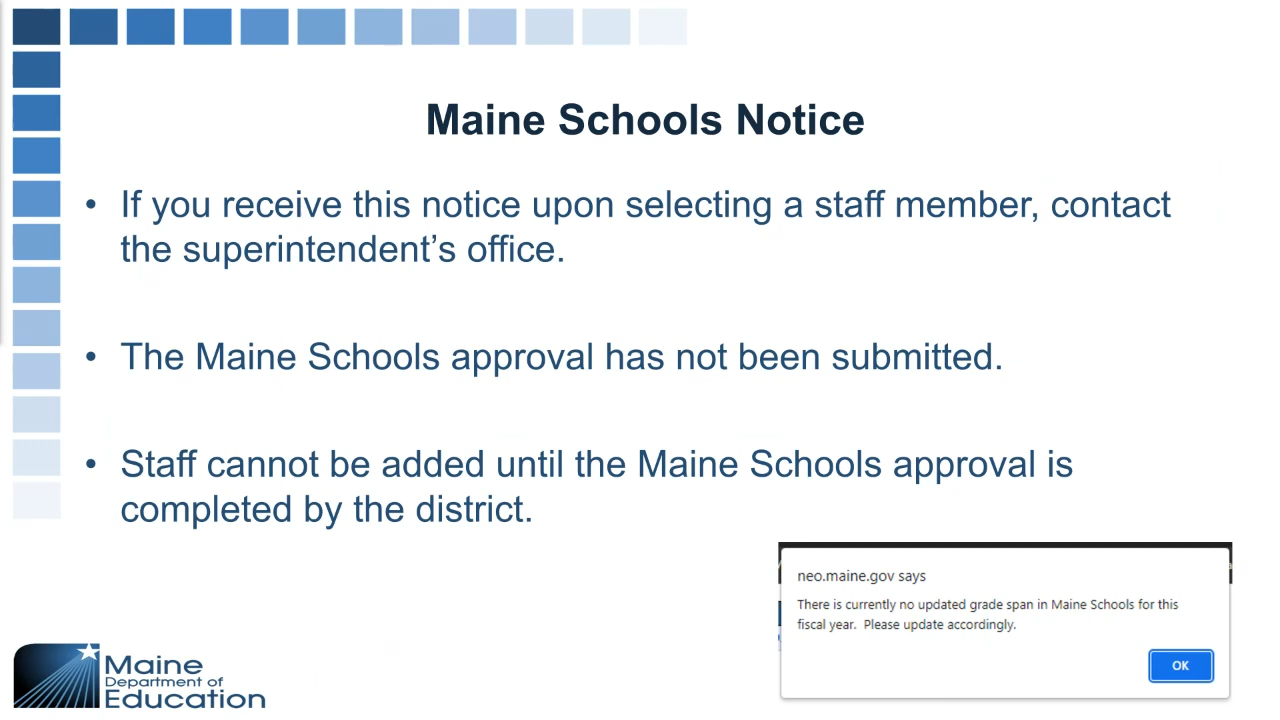 Maine Schools Notice
• If you receive this notice upon selecting a staff member, contact
the superintendent’s office.
• The Maine Schools approval has not been submitted.
• Staff cannot be added until the Maine Schools approval is
completed by the district.
neo.maine.gov says
There is currently no updated grade span in Maine Schools for this
fiscal year. Please update accordingly.
OK
Maine
Department of
Education